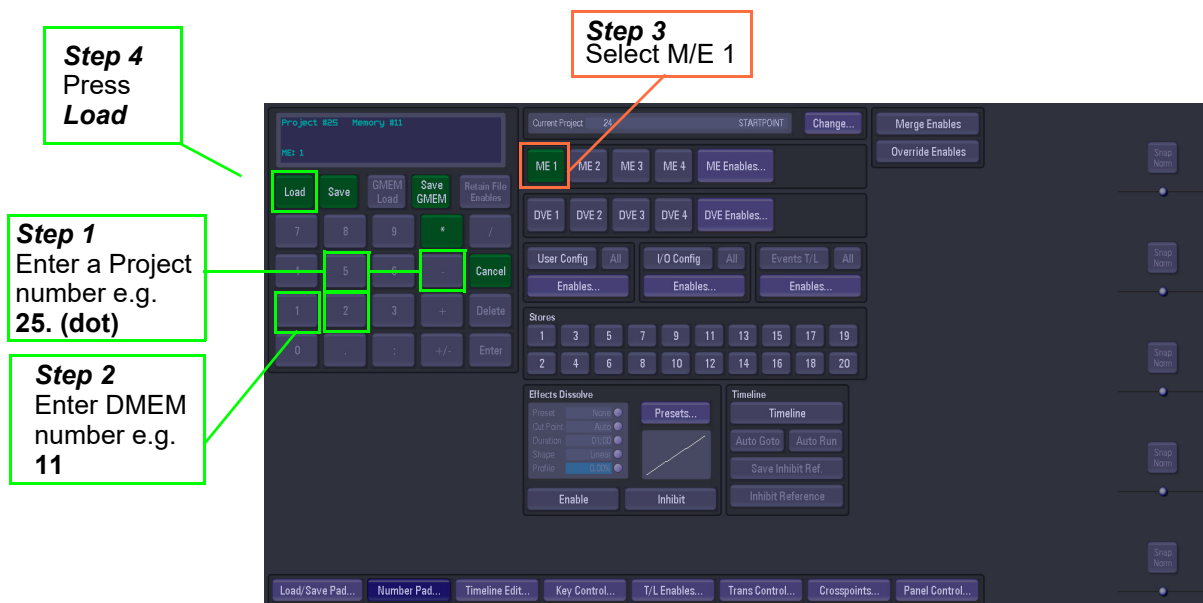 Step 3
Select M/E 1
Step 4
Press
Load
Step 1
Enter a Project
number e.g.
25. (dot)
Step 2
Enter DMEM
number e.g.
11
Project #25 Memory #11
ME: 1
Load Save GMEM Load Save GMEM Retain File Enables
7 8 9 * /
4 5 6 - Cancel
1 2 3 + Delete
0 . : +/- Enter
Current Project 24 STARTPOINT Change...
ME 1 ME 2 ME 3 ME 4 ME Enables...
DVE 1 DVE 2 DVE 3 DVE 4 DVE Enables...
User Config All I/O Config All Events T/L All
Enables... Enables... Enables...
Stores
1 3 5 7 9 11 13 15 17 19
2 4 6 8 10 12 14 16 18 20
Effects Dissolve
Preset None
Cut Point Auto
Duration 01:00
Shape Linear
Profile 0.00%
Presets...
Enable Inhibit
Timeline
Timeline
Auto Goto Auto Run
Save Inhibit Ref.
Inhibit Reference
Merge Enables
Override Enables
Snap Norm
Snap Norm
Snap Norm
Snap Norm
Snap Norm
Load/Save Pad... Number Pad... Timeline Edit... Key Control... T/L Enables... Trans Control... Crosspoints... Panel Control...